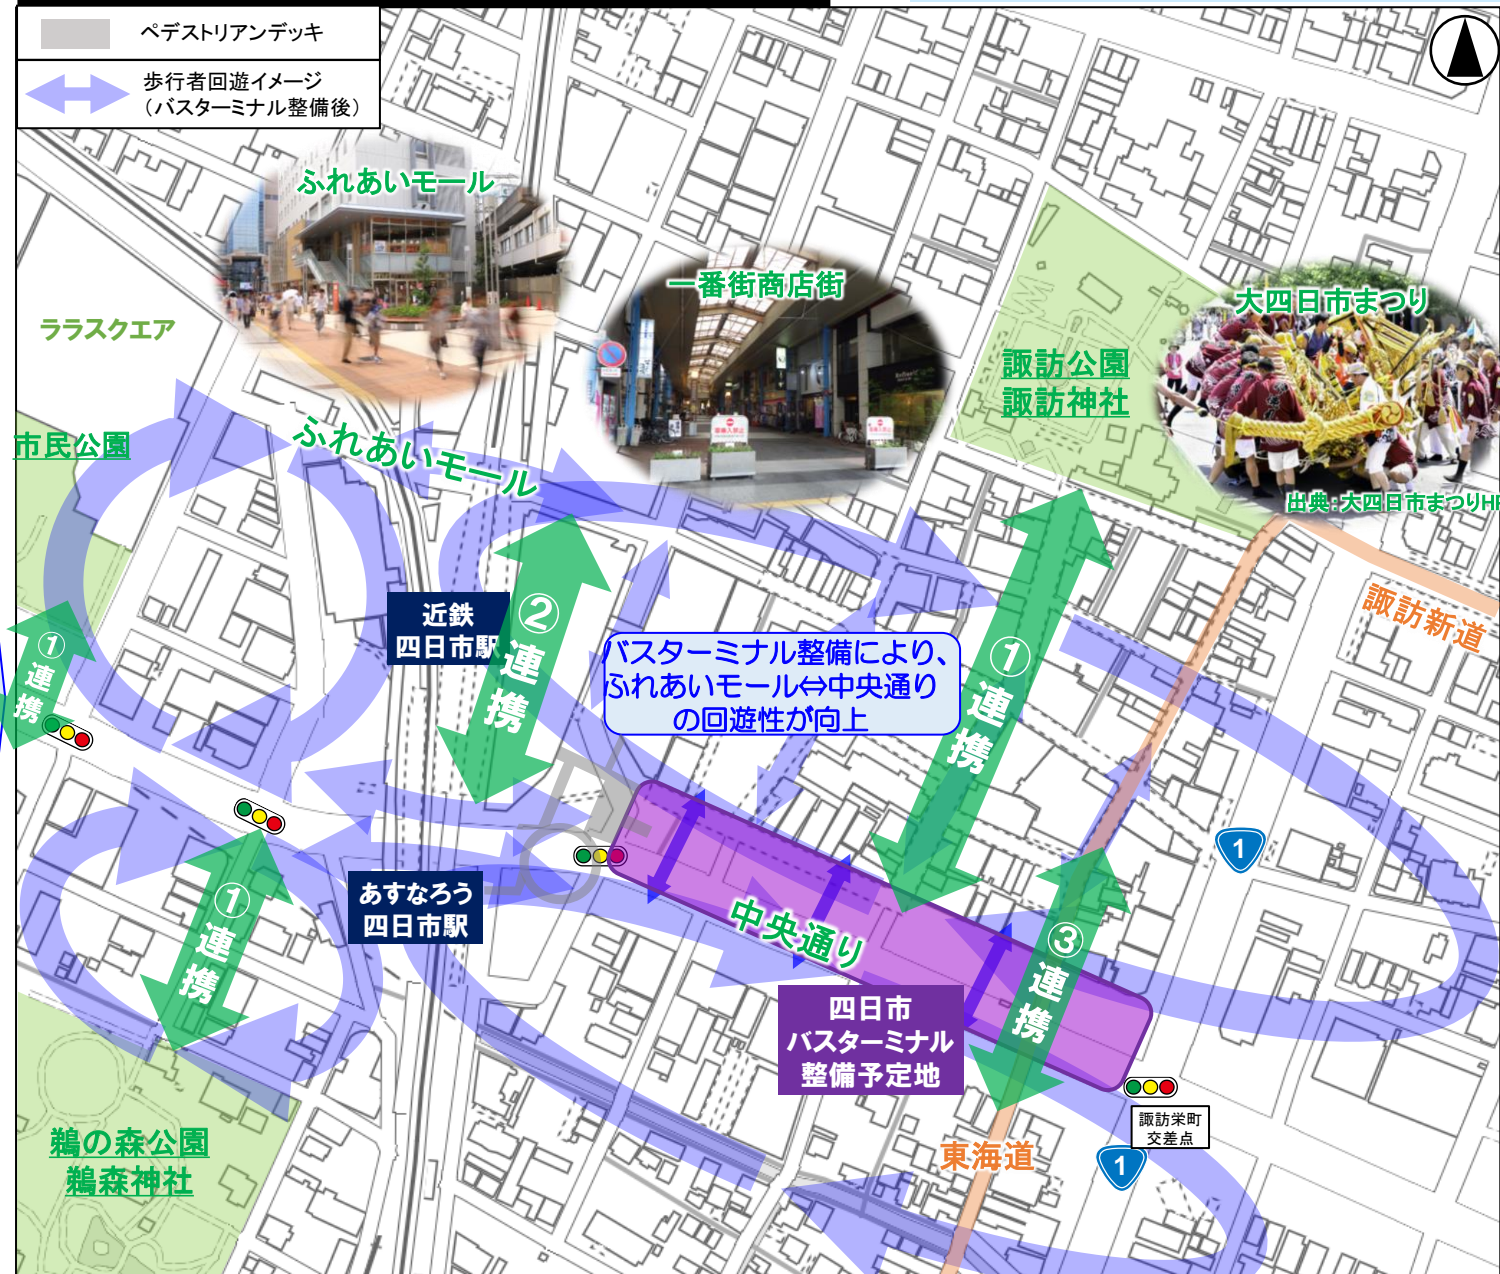 ペデストリアンデッキ
歩行者回遊イメージ
（バスターミナル整備後）
ふれあいモール
一番街商店街
大四日市まつり
ララスクエア
諏訪公園
諏訪神社
市民公園
ふれあいモール
出典：大四日市まつりHP
近鉄
四日市駅
②
連
携
①
連
携
①
連
携
諏訪新道
バスターミナル整備により、
ふれあいモール⇔中央通り
の回遊性が向上
1
あすなろう
四日市駅
①
連
携
中央通り
③
連
携
四日市
バスターミナル
整備予定地
諏訪栄町
交差点
1
東海道
鵜の森公園
鵜森神社